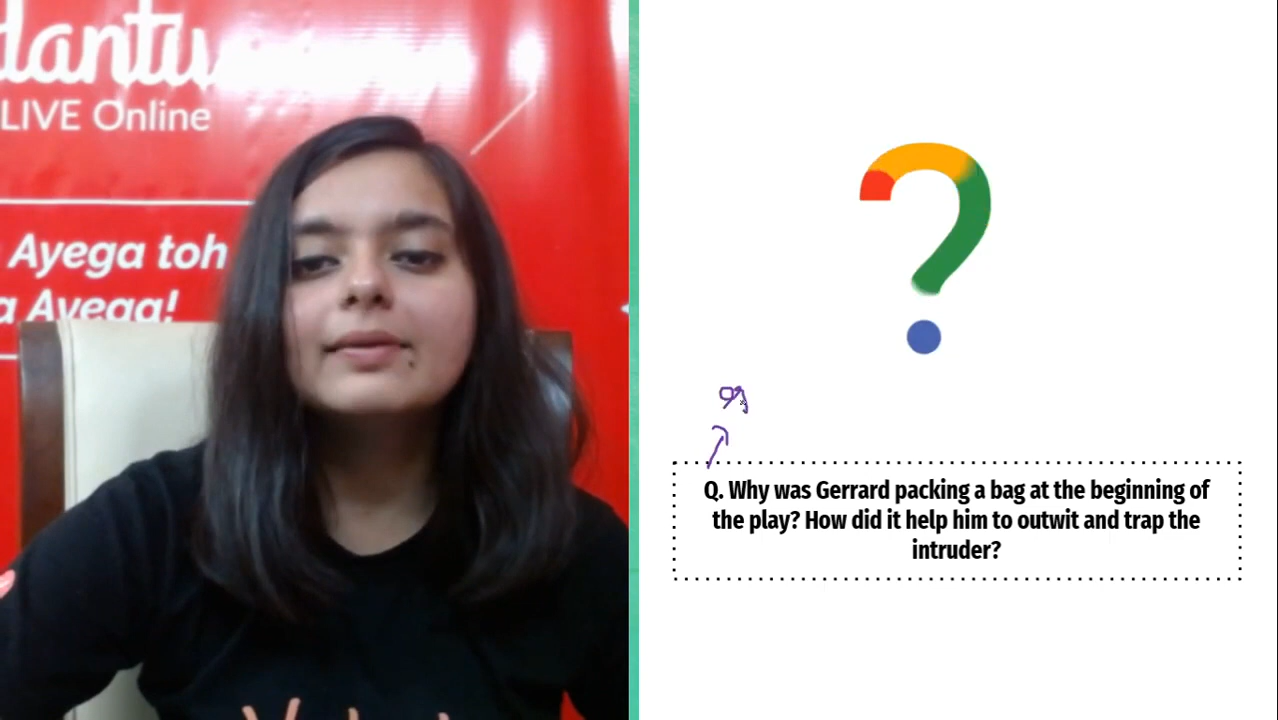 LIVE Online
Ayega toh
Ayega!
Q. Why was Gerrard packing a bag at the beginning of
the play? How did it help him to outwit and trap the
intruder?